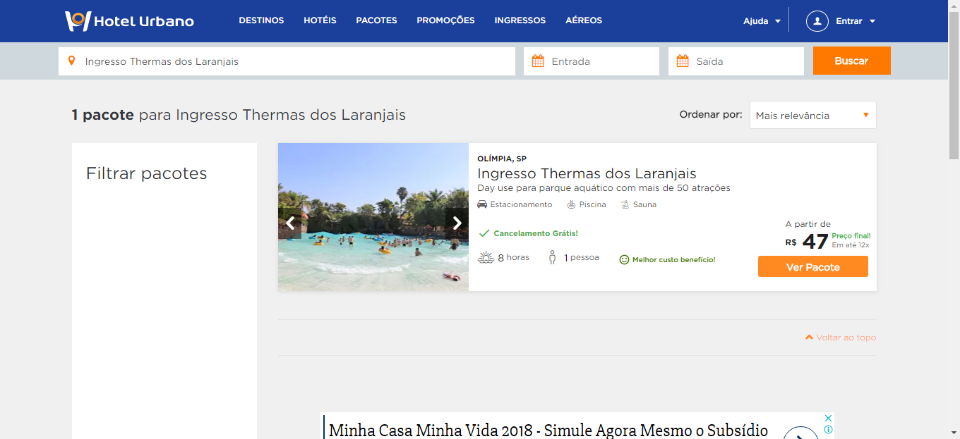 Hotel Urbano DESTINOS HOTÉIS PACOTES PROMOÇÕES INGRESSOS AÉREOS Ajuda Entrar
Ingresso Thermas dos Laranjais Entrada Saída Buscar
1 pacote para Ingresso Thermas dos Laranjais Ordenar por: Mais relevância
Filtrar pacotes
OLÍMPIA, SP
Ingresso Thermas dos Laranjais
Day use para parque aquático com mais de 50 atrações
Estacionamento Piscina Sauna
Cancelamento Grátis!
8 horas 1 pessoa Melhor custo benefício!
A partir de
R$ 47 Preço final!
Em até 12x
Ver Pacote
Voltar ao topo
Minha Casa Minha Vida 2018 - Simule Agora Mesmo o Subsídio